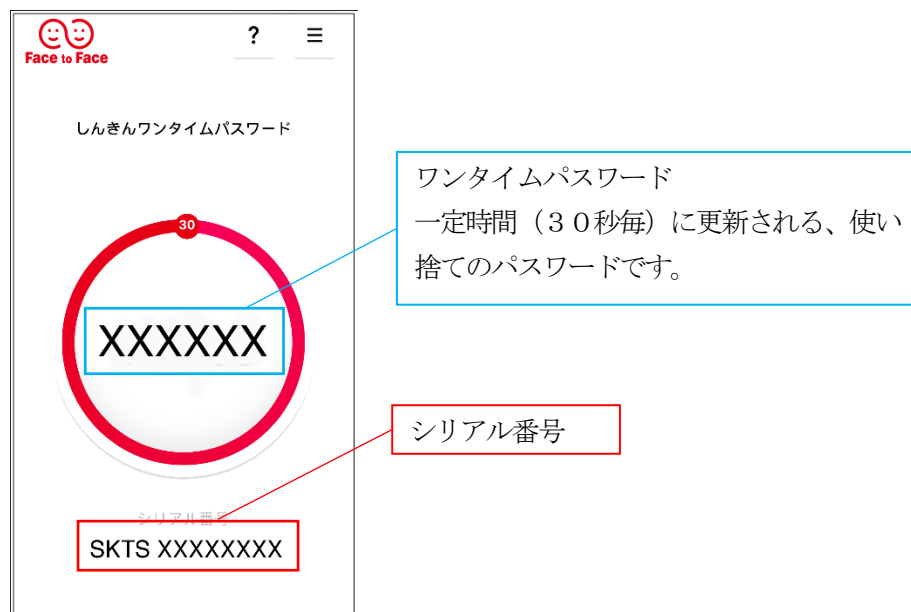 Face to Face
? ≡
しんきんワンタイムパスワード
30
XXXXXX
シリアル番号
SKTS XXXXXXXX
ワンタイムパスワード
一定時間（３０秒毎）に更新される、使い
捨てのパスワードです。
シリアル番号